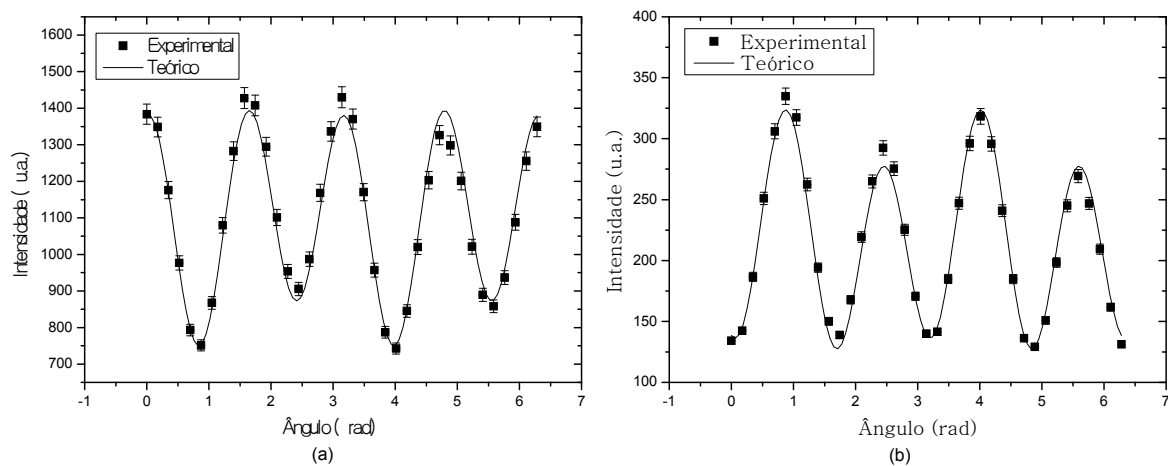 1600
1500
1400
1300
1200
1100
1000
900
800
700
Intensidade ( u.a.)
Experimental
Teórico
-1 0 1 2 3 4 5 6 7
Ângulo ( rad)
(a)
400
350
300
250
200
150
100
Intensidade (u.a.)
Experimental
Teórico
-1 0 1 2 3 4 5 6 7
Ângulo (rad)
(b)